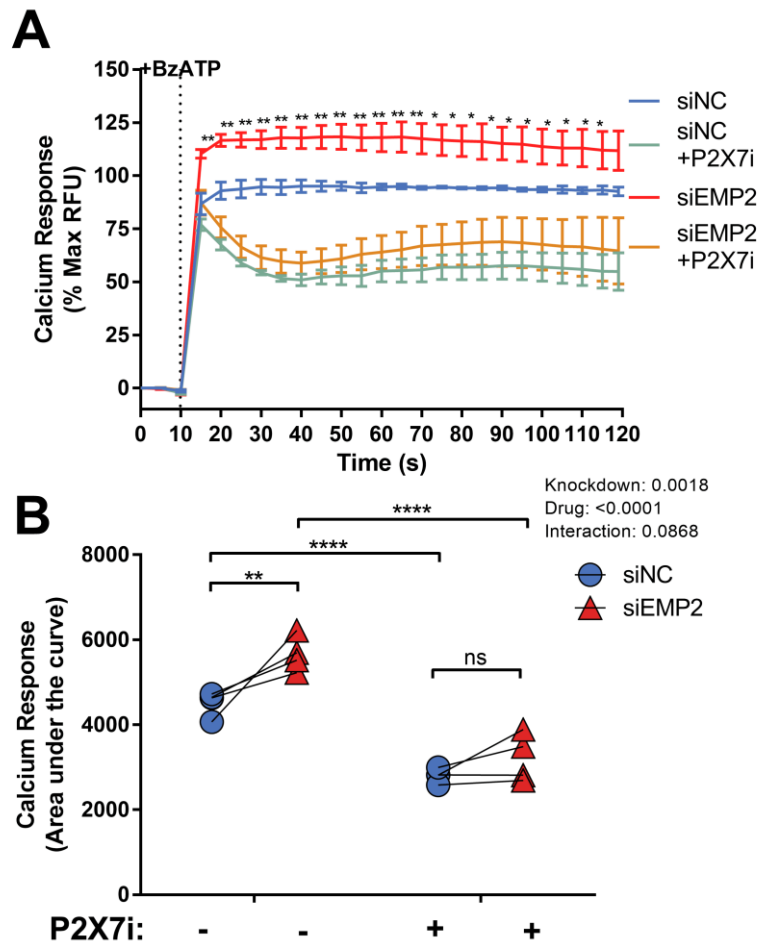 A
+BzATP
150
125
100
75
50
25
0
Calcium Response
(% Max RFU)
** ** ** ** ** ** ** ** ** ** ** ** * * * * * * * * *
0 10 20 30 40 50 60 70 80 90 100 110 120
Time (s)
siNC
siNC
+P2X7i
siEMP2
siEMP2
+P2X7i
B
Knockdown: 0.0018
Drug: <0.0001
Interaction: 0.0868
siNC
siEMP2
****
****
**
ns
8000
6000
4000
2000
0
Calcium Response
(Area under the curve)
P2X7i: - - + +